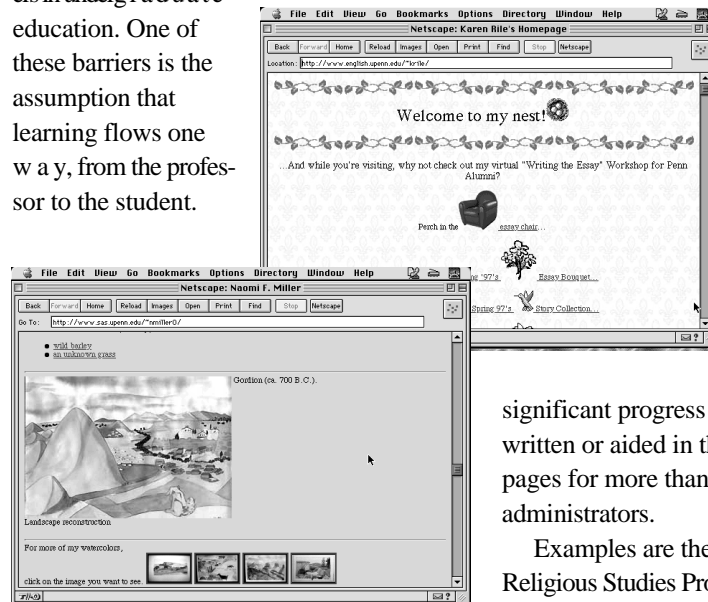 education. One of
these barriers is the
assumption that
learning flows one
w a y, from the profes-
sor to the student.
File Edit View Go Bookmarks Options Directory Window Help
Netscape: Karen Rile's Homepage
Back Forward Home Reload Images Open Print Find Stop Netscape
Location: http://www.english.upenn.edu/~krile/
Welcome to my nest!
...And while you're visiting, why not check out my virtual "Writing the Essay" Workshop for Penn
Alumni?
Perch in the essay chair...
'97's Essay Bouquet...
Spring 97's Story Collection...
File Edit View Go Bookmarks Options Directory Window Help
Netscape: Naomi F. Miller
Back Forward Home Reload Images Open Print Find Stop Netscape
Go To: http://www.sas.upenn.edu/~nmiller0/
wild barley
an unknown grass
Gordion (ca. 700 B.C.).
Landscape reconstruction
For more of my watercolors,
click on the image you want to see.
significant progress
written or aided in th
pages for more than
administrators.
Examples are the
Religious Studies Pro